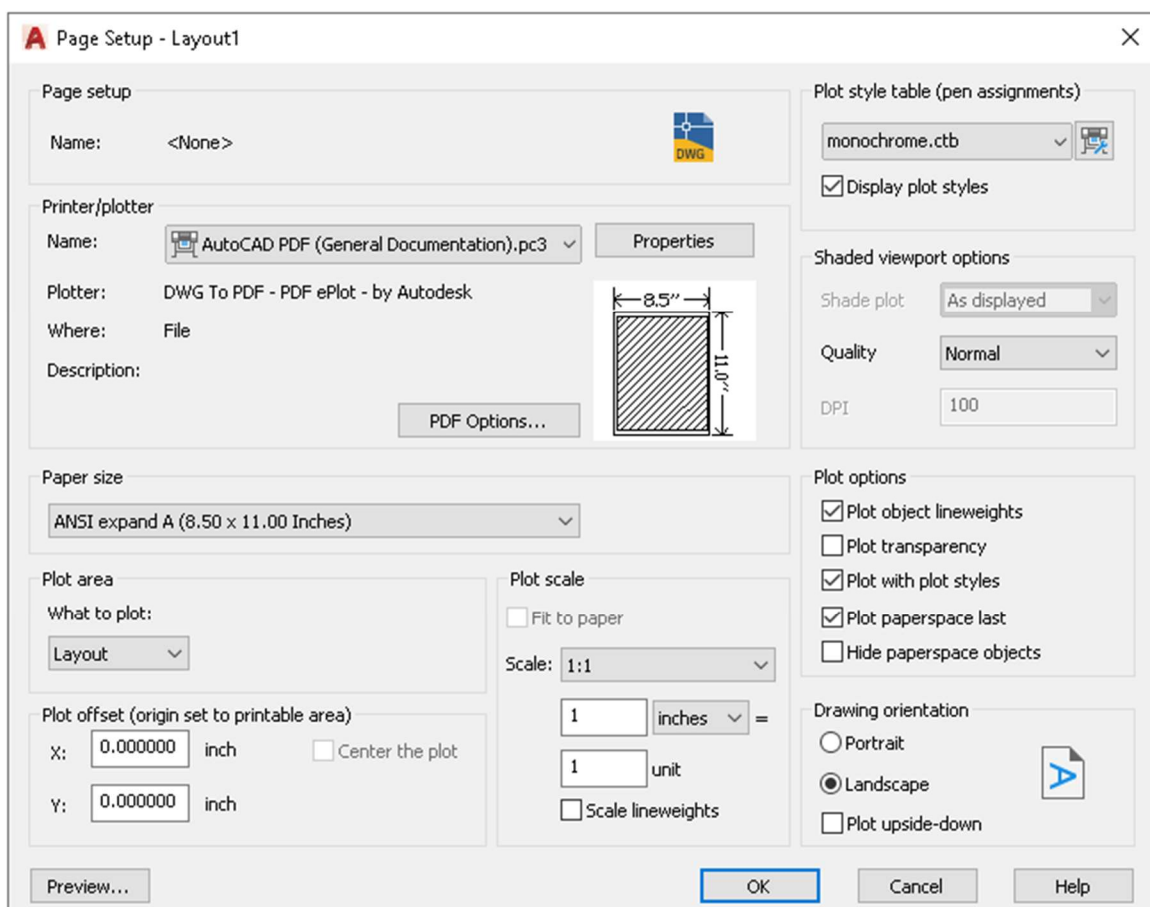 Page Setup - Layout1
Page setup
Name: <None>
DWG
Printer/plotter
Name: AutoCAD PDF (General Documentation).pc3 Properties
Plotter: DWG To PDF - PDF ePlot - by Autodesk
Where: File
Description:
PDF Options...
8.5”
11.0”
Paper size
ANSI expand A (8.50 x 11.00 Inches)
Plot area
What to plot:
Layout
Plot offset (origin set to printable area)
X: 0.000000 inch Center the plot
Y: 0.000000 inch
Plot scale
Fit to paper
Scale: 1:1
1 inches =
1 unit
Scale lineweights
Plot style table (pen assignments)
monochrome.ctb
Display plot styles
Shaded viewport options
Shade plot As displayed
Quality Normal
DPI 100
Plot options
Plot object lineweights
Plot transparency
Plot with plot styles
Plot paperspace last
Hide paperspace objects
Drawing orientation
Portrait
Landscape
Plot upside-down
A
Preview... OK Cancel Help